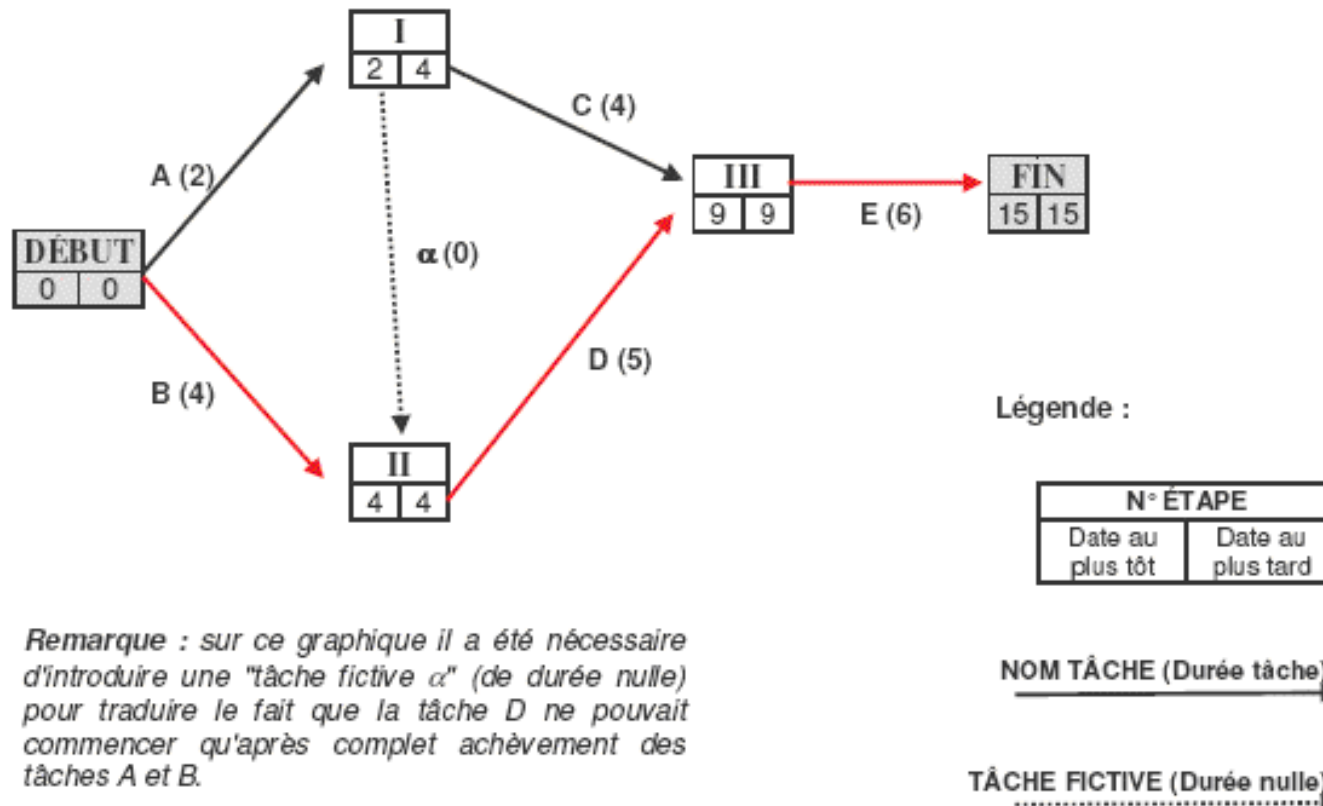 I
2 4
C (4)
A (2)
III
9 9
FIN
15 15
E (6)
DÉBUT
0 0
α (0)
B (4)
D (5)
II
4 4
Légende :
N° ÉTAPE
Date au plus tôt
Date au plus tard
Remarque : sur ce graphique il a été nécessaire
d'introduire une "tâche fictive α" (de durée nulle)
pour traduire le fait que la tâche D ne pouvait
commencer qu'après complet achèvement des
tâches A et B.
NOM TÂCHE (Durée tâche)
TÂCHE FICTIVE (Durée nulle)